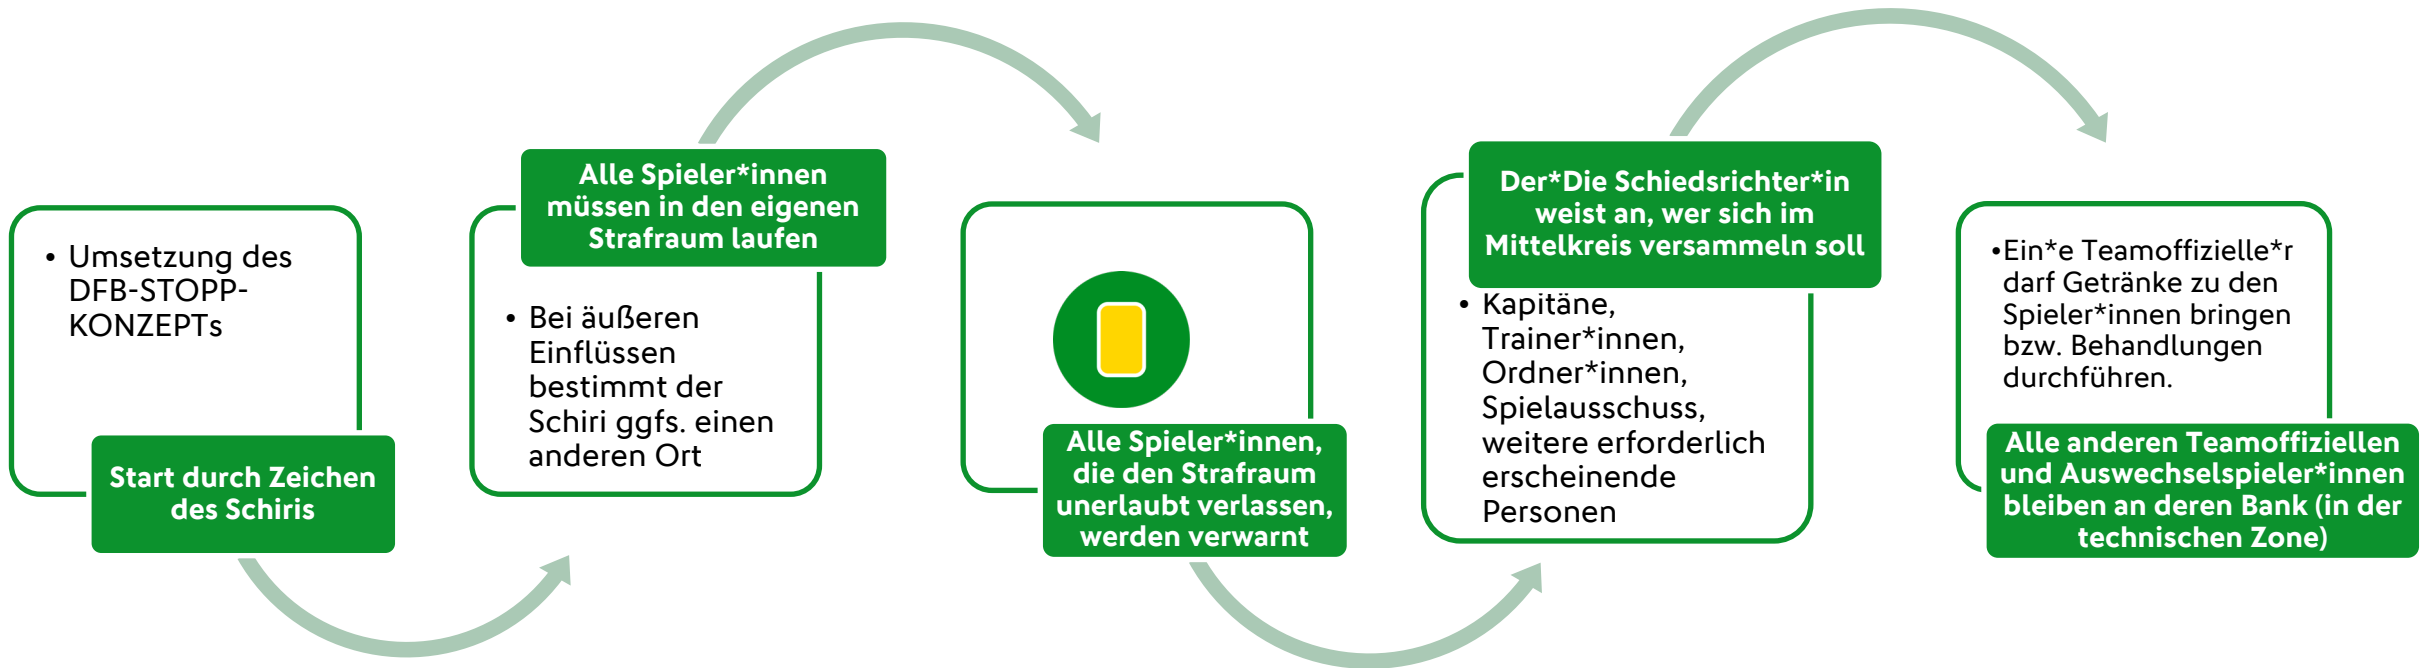 • Umsetzung des
DFB-STOPP-
KONZEPTs
Start durch Zeichen
des Schiris
Alle Spieler*innen
müssen in den eigenen
Strafraum laufen
• Bei äußeren
Einflüssen
bestimmt der
Schiri ggfs. einen
anderen Ort
Alle Spieler*innen,
die den Strafraum
unerlaubt verlassen,
werden verwarnt
Der*Die Schiedsrichter*in
weist an, wer sich im
Mittelkreis versammeln soll
• Kapitäne,
Trainer*innen,
Ordner*innen,
Spielausschuss,
weitere erforderlich
erscheinende
Personen
•Ein*e Teamoffizielle*r
darf Getränke zu den
Spieler*innen bringen
bzw. Behandlungen
durchführen.
Alle anderen Teamoffiziellen
und Auswechselspieler*innen
bleiben an deren Bank (in der
technischen Zone)